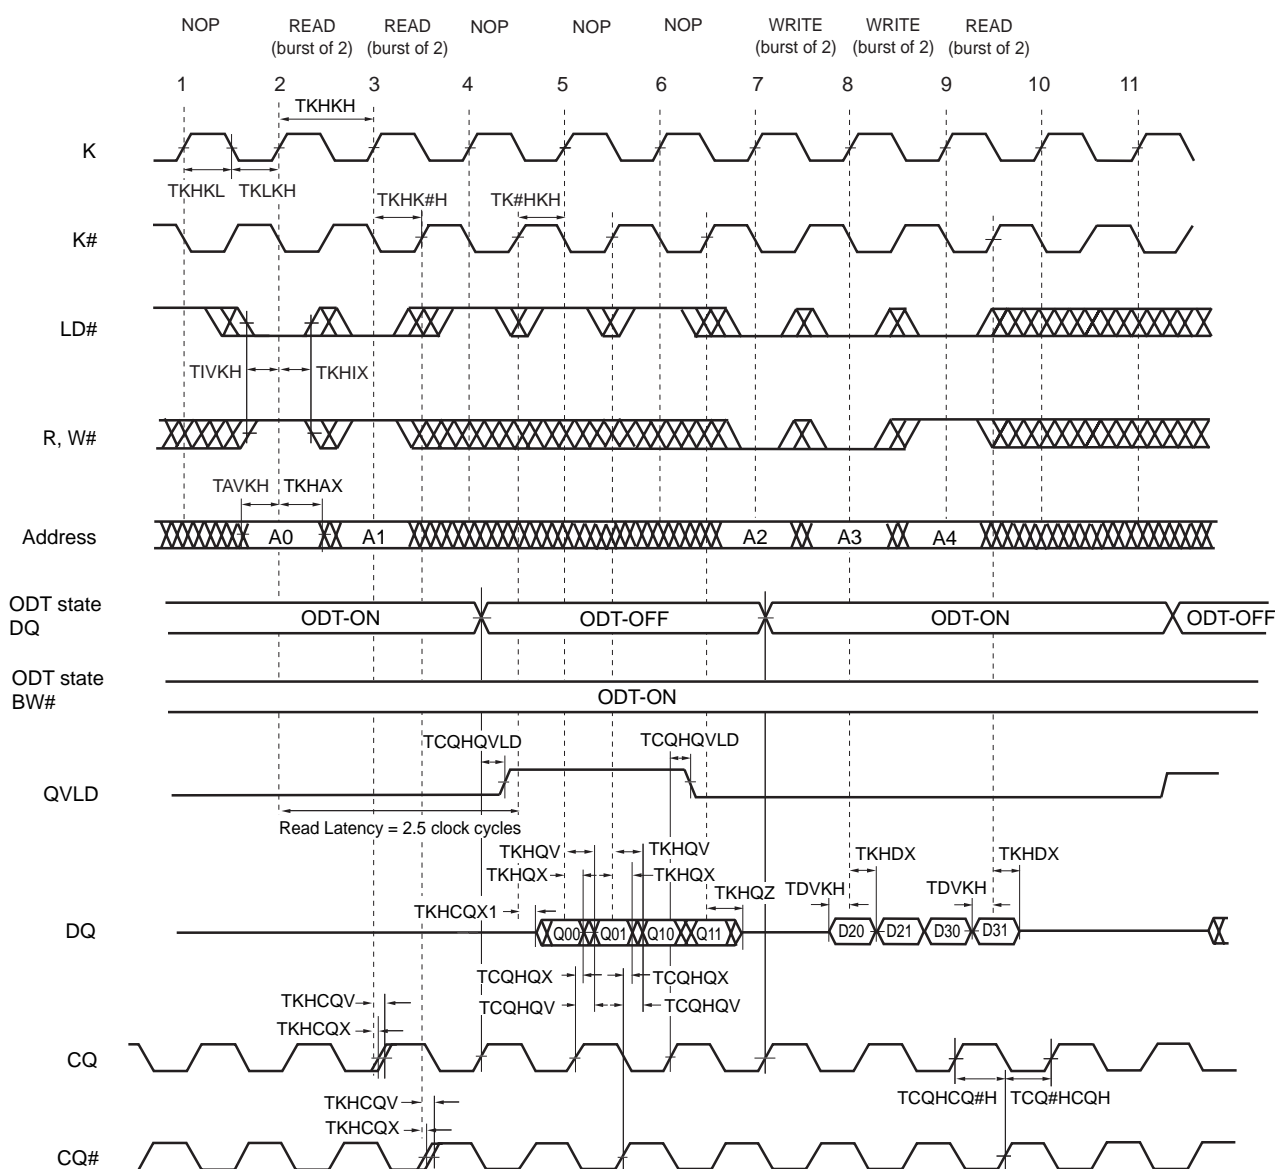 NOP READ READ NOP NOP NOP WRITE WRITE READ
(burst of 2) (burst of 2) (burst of 2) (burst of 2) (burst of 2)
1 2 3 4 5 6 7 8 9 10 11
TKHKH
K
TKHKL TKLKH TKHK#H TK#HKH
K#
LD#
TIVKH TKHIX
R, W#
TAVKH TKHAX
Address A0 A1 A2 A3 A4
ODT state
DQ
ODT-ON ODT-OFF ODT-ON ODT-OFF
ODT state
BW#
ODT-ON
TCQHQVLD TCQHQVLD
QVLD
Read Latency = 2.5 clock cycles
TKHQV TKHQV TKHDX TKHDX
TKHQX TKHQX TKHQZ TDVKH TDVKH
TKHCQX1
DQ Q00 Q01 Q10 Q11 D20 D21 D30 D31
TCQHQX TCQHQX
TKHCQV TCQHQV TCQHQV
TKHCQX
CQ
TKHCQV TCQHCQ#H TCQ#HCQH
TKHCQX
CQ#